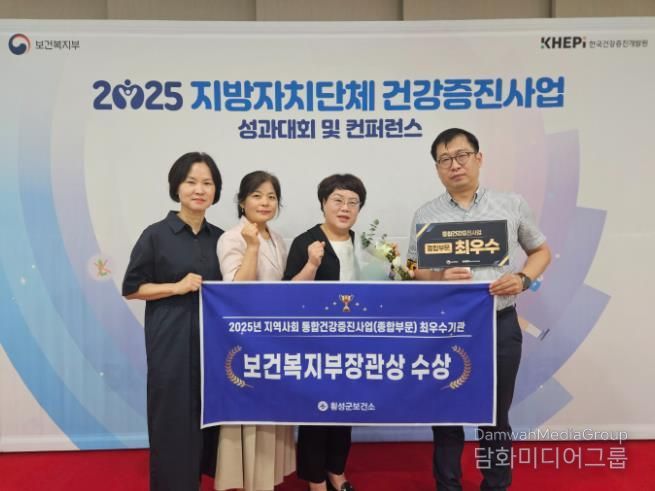 보건복지부
KHEPI 한국건강증진개발원
2025 지방자치단체 건강증진사업
성과대회 및 컨퍼런스
통합건강증진사업
종합부문 최우수
2025년 지역사회 통합건강증진사업(종합부문) 최우수기관
보건복지부장관상 수상
횡성군보건소
DamwahMediaGroup
담화미디어그룹